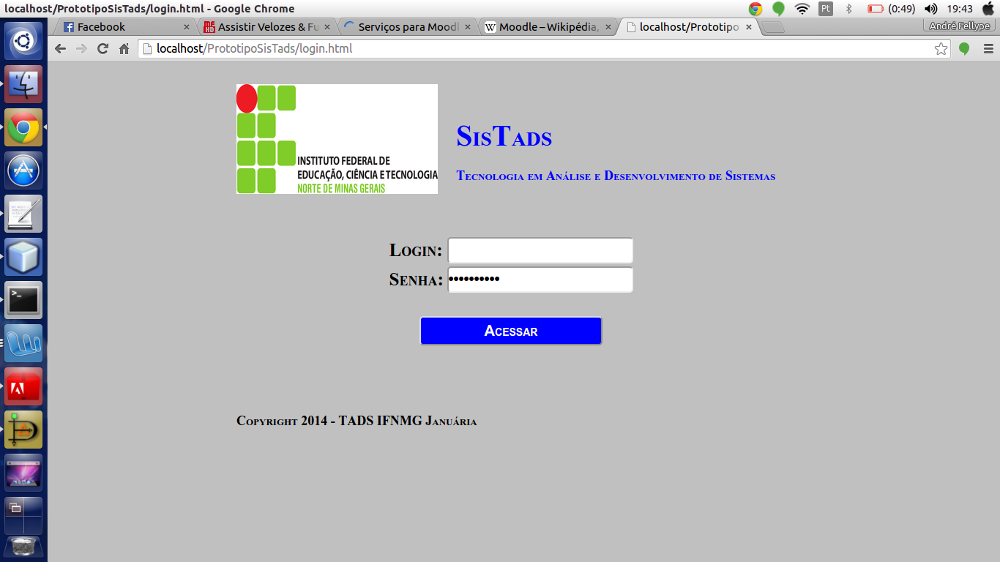 localhost/PrototipoSisTads/login.html - Google Chrome
Pt
(0:49)
19:43
Facebook
Assistir Velozes & Fu
Serviços para Moodl
Moodle – Wikipédia,
localhost/Prototipo
André Fellype
localhost/PrototipoSisTads/login.html
INSTITUTO FEDERAL DE
EDUCAÇÃO, CIÊNCIA E TECNOLOGIA
NORTE DE MINAS GERAIS
SisTads
Tecnologia em Análise e Desenvolvimento de Sistemas
Login:
Senha: ••••••••••
Acessar
Copyright 2014 - TADS IFNMG Januária